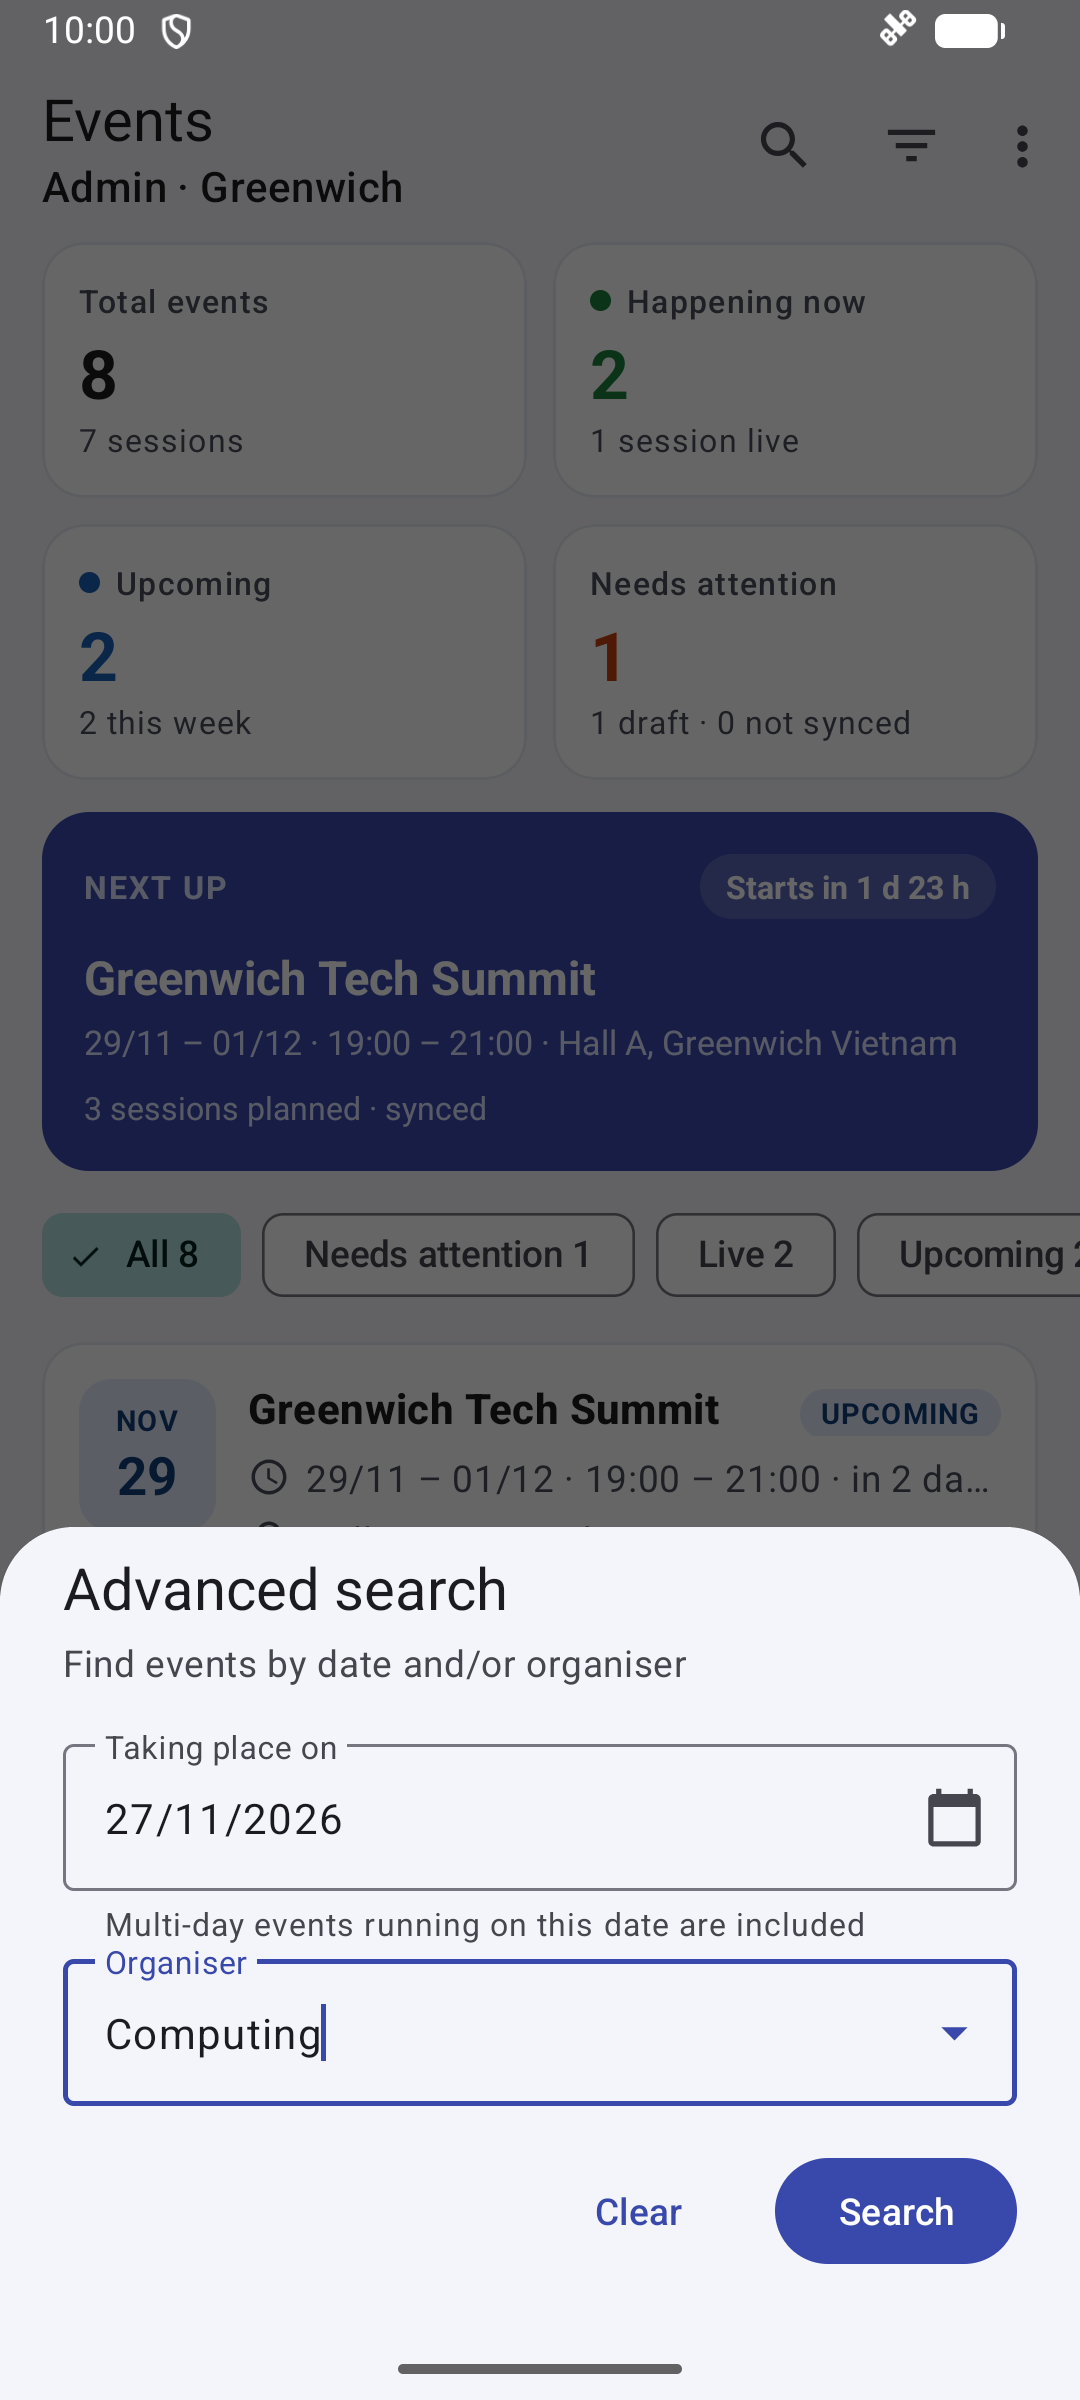 10:00
Events
Admin · Greenwich
Total events
8
7 sessions
Happening now
2
1 session live
Upcoming
2
2 this week
Needs attention
1
1 draft · 0 not synced
NEXT UP
Starts in 1 d 23 h
Greenwich Tech Summit
29/11 – 01/12 · 19:00 – 21:00 · Hall A, Greenwich Vietnam
3 sessions planned · synced
All 8
Needs attention 1
Live 2
Upcoming 2
NOV
29
Greenwich Tech Summit
UPCOMING
29/11 – 01/12 · 19:00 – 21:00 · in 2 da...
Advanced search
Find events by date and/or organiser
Taking place on
27/11/2026
Multi-day events running on this date are included
Organiser
Computing
Clear
Search